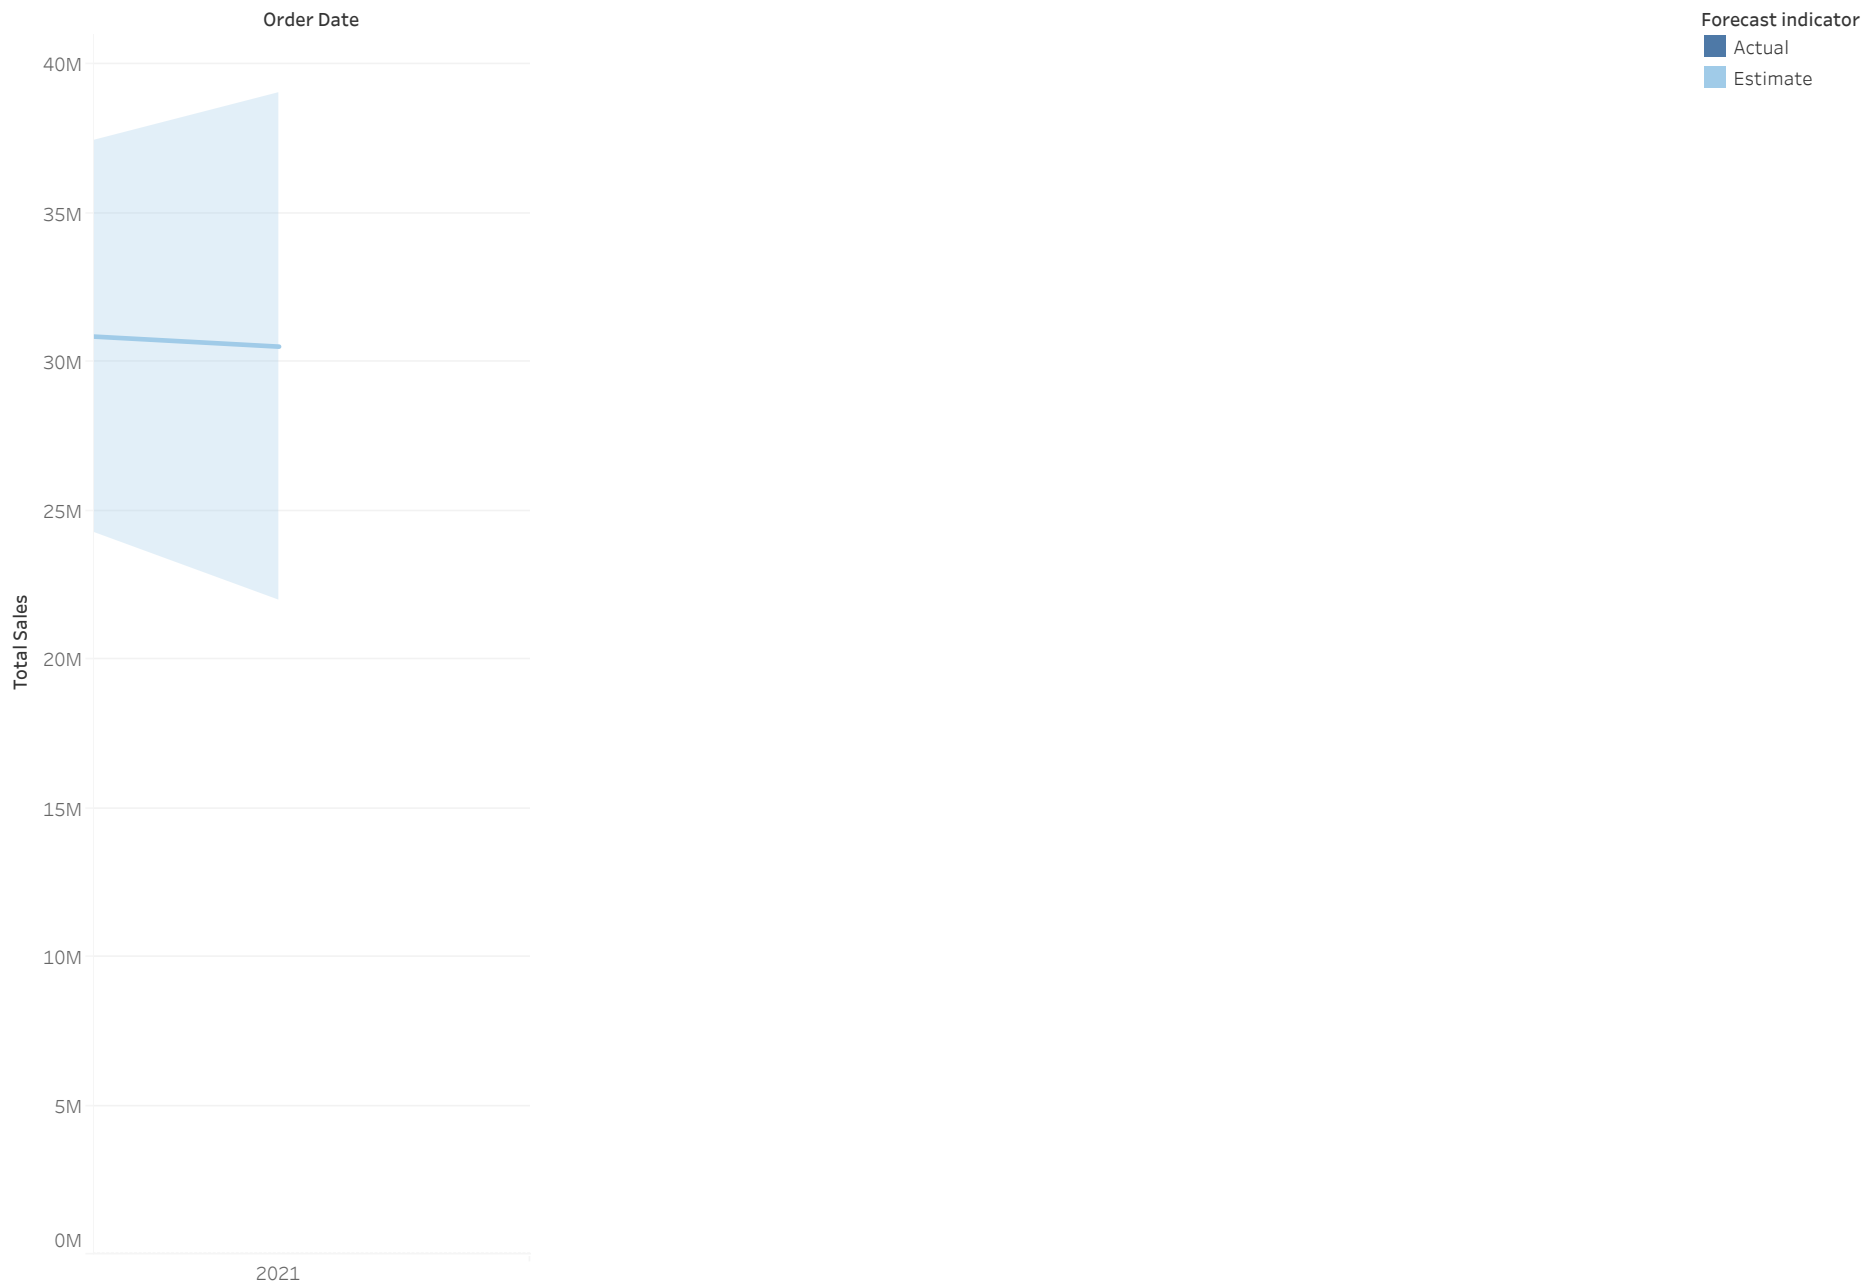 Order Date
Forecast indicator
Actual
Estimate
40M
35M
30M
25M
20M
15M
10M
5M
0M
Total Sales
2021